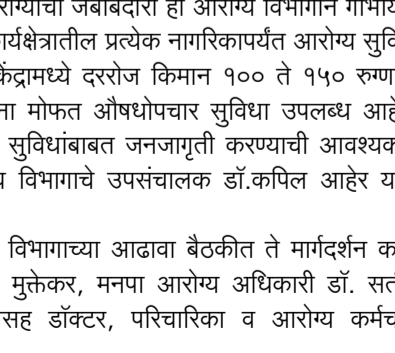 राग्याची जबाबदारी ही आरोग्य विभागाने गांभीय
र्यक्षेत्रातील प्रत्येक नागरिकापर्यंत आरोग्य सुवि
केंद्रामध्ये दररोज किमान १०० ते १५० रुग्ण
ना मोफत औषधोपचार सुविधा उपलब्ध आहे
सुविधांबाबत जनजागृती करण्याची आवश्यक
य विभागाचे उपसंचालक डॉ.कपिल आहेर य
विभागाच्या आढावा बैठकीत ते मार्गदर्शन क
मुक्तेकर, मनपा आरोग्य अधिकारी डॉ. सत
सह डॉक्टर, परिचारिका व आरोग्य कर्मच